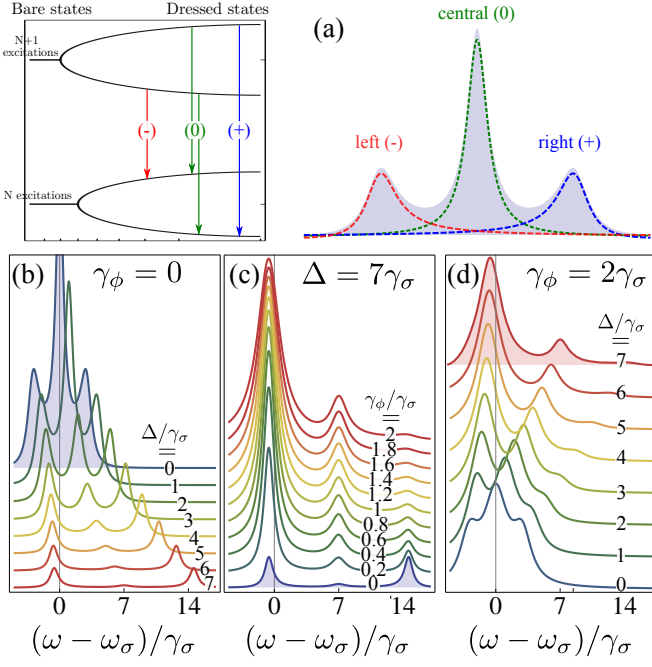 Bare states Dressed states
N+1
excitations
(-) (0) (+)
N excitations
(a)
central (0)
left (-)
right (+)
(b) γ_ϕ = 0
Δ/γ_σ
=
0
1
2
3
4
5
6
7.
0 7 14
(ω − ω_σ)/γ_σ
(c) Δ = 7γ_σ
γ_ϕ/γ_σ
=
2
1.8
1.6
1.4
1.2
1
0.8
0.6
0.4
0.2
0
0 7 14
(ω − ω_σ)/γ_σ
(d) γ_ϕ = 2γ_σ
Δ/γ_σ
=
7
6
5
4
3
2
1
0
0 7 14
(ω − ω_σ)/γ_σ